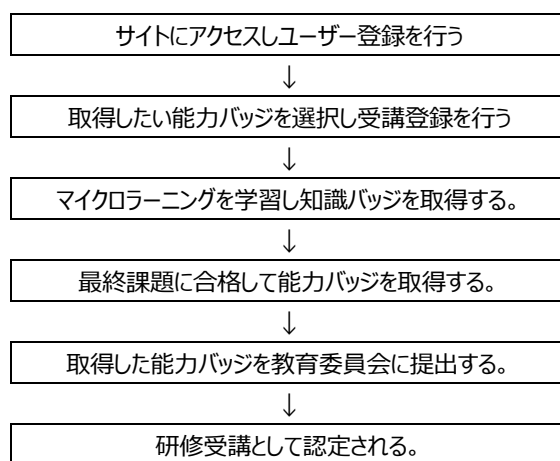 サイトにアクセスしユーザー登録を行う
↓
取得したい能力バッジを選択し受講登録を行う
↓
マイクロラーニングを学習し知識バッジを取得する。
↓
最終課題に合格して能力バッジを取得する。
↓
取得した能力バッジを教育委員会に提出する。
↓
研修受講として認定される。